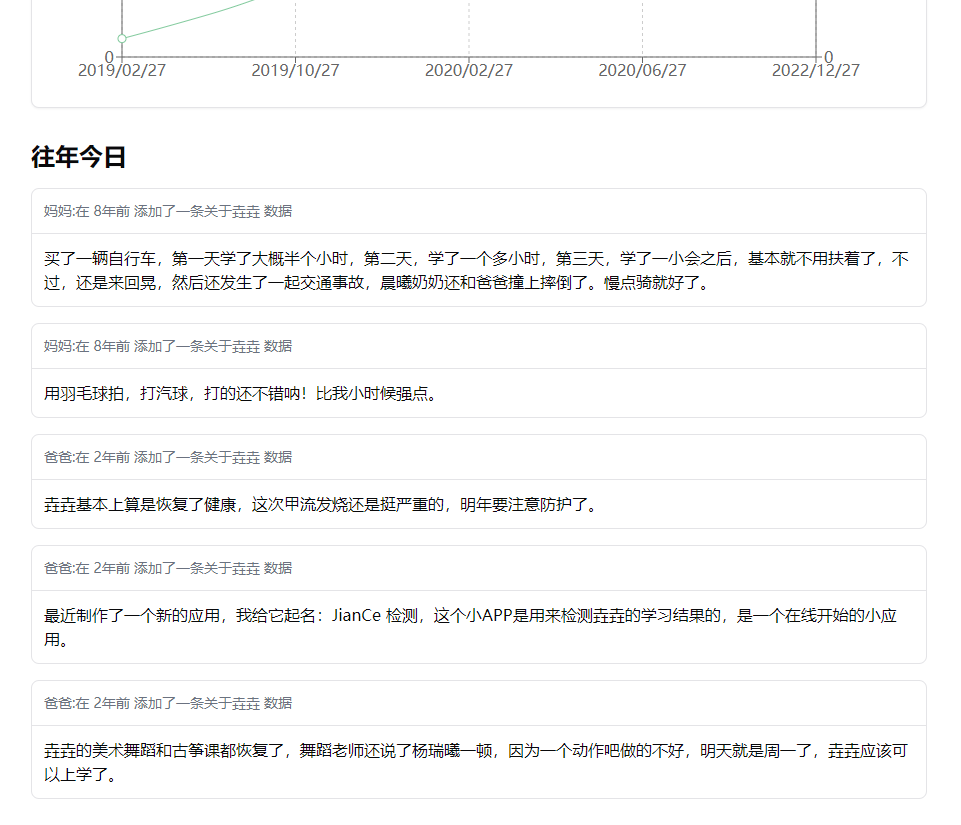 0
0
2019/02/27 2019/10/27 2020/02/27 2020/06/27 2022/12/27
往年今日
妈妈:在 8年前 添加了一条关于垚垚 数据
买了一辆自行车，第一天学了大概半个小时，第二天，学了一个多小时，第三天，学了一小会之后，基本就不用扶着了，不
过，还是来回晃，然后还发生了一起交通事故，晨曦奶奶还和爸爸撞上摔倒了。慢点骑就好了。
妈妈:在 8年前 添加了一条关于垚垚 数据
用羽毛球拍，打汽球，打的还不错呐！比我小时候强点。
爸爸:在 2年前 添加了一条关于垚垚 数据
垚垚基本上算是恢复了健康，这次甲流发烧还是挺严重的，明年要注意防护了。
爸爸:在 2年前 添加了一条关于垚垚 数据
最近制作了一个新的应用，我给它起名：JianCe 检测，这个小APP是用来检测垚垚的学习结果的，是一个在线开始的小应
用。
爸爸:在 2年前 添加了一条关于垚垚 数据
垚垚的美术舞蹈和古筝课都恢复了，舞蹈老师还说了杨瑞曦一顿，因为一个动作吧做的不好，明天就是周一了，垚垚应该可
以上学了。